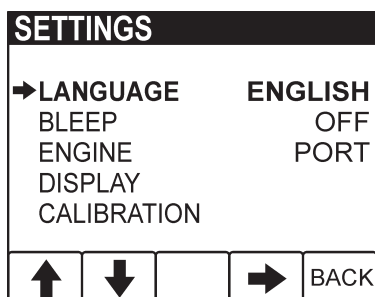 SETTINGS
LANGUAGE ENGLISH
BLEEP OFF
ENGINE PORT
DISPLAY
CALIBRATION
BACK